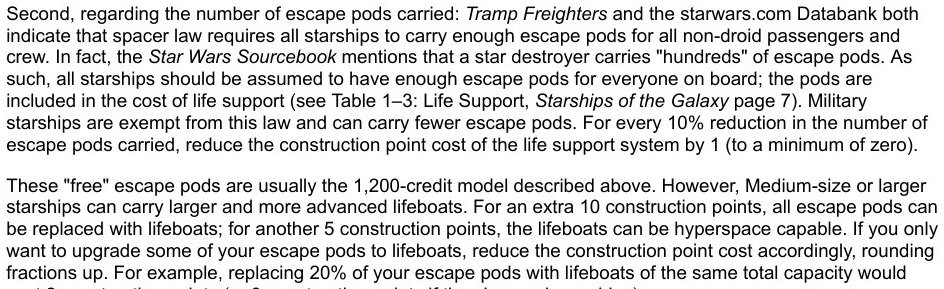 Second, regarding the number of escape pods carried: Tramp Freighters and the starwars.com Databank both
indicate that spacer law requires all starships to carry enough escape pods for all non-droid passengers and
crew. In fact, the Star Wars Sourcebook mentions that a star destroyer carries "hundreds" of escape pods. As
such, all starships should be assumed to have enough escape pods for everyone on board; the pods are
included in the cost of life support (see Table 1–3: Life Support, Starships of the Galaxy page 7). Military
starships are exempt from this law and can carry fewer escape pods. For every 10% reduction in the number of
escape pods carried, reduce the construction point cost of the life support system by 1 (to a minimum of zero).
These "free" escape pods are usually the 1,200-credit model described above. However, Medium-size or larger
starships can carry larger and more advanced lifeboats. For an extra 10 construction points, all escape pods can
be replaced with lifeboats; for another 5 construction points, the lifeboats can be hyperspace capable. If you only
want to upgrade some of your escape pods to lifeboats, reduce the construction point cost accordingly, rounding
fractions up. For example, replacing 20% of your escape pods with lifeboats of the same total capacity would